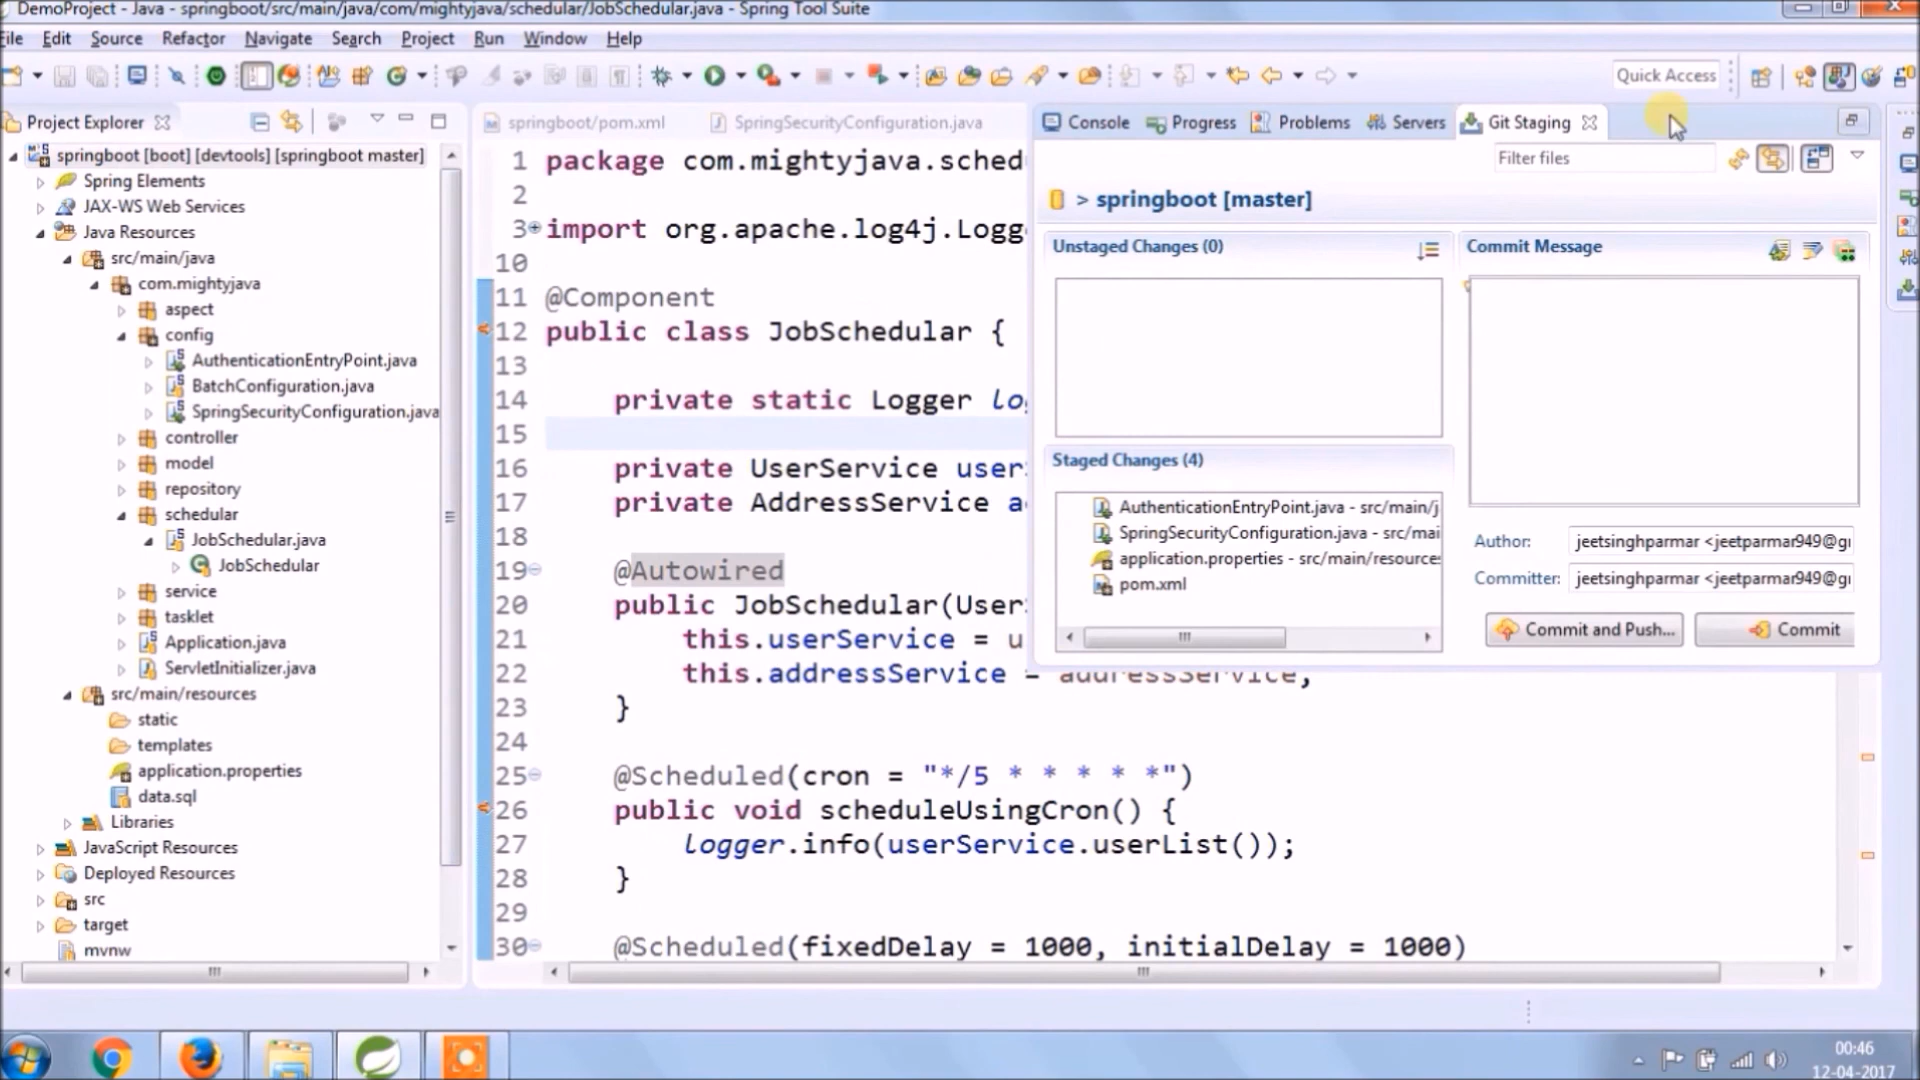 DemoProject - Java - springboot/src/main/java/com/mightyjava/schedular/JobSchedular.java - Spring Tool Suite
File Edit Source Refactor Navigate Search Project Run Window Help
Quick Access
Project Explorer
springboot [boot] [devtools] [springboot master]
Spring Elements
JAX-WS Web Services
Java Resources
src/main/java
com.mightyjava
aspect
config
AuthenticationEntryPoint.java
BatchConfiguration.java
SpringSecurityConfiguration.java
controller
model
repository
schedular
JobSchedular.java
JobSchedular
service
tasklet
Application.java
ServletInitializer.java
src/main/resources
static
templates
application.properties
data.sql
Libraries
JavaScript Resources
Deployed Resources
src
target
mvnw
springboot/pom.xml SpringSecurityConfiguration.java
1 package com.mightyjava.sched
2
3 import org.apache.log4j.Logg
10
11 @Component
12 public class JobSchedular {
13
14 private static Logger lo
15
16 private UserService user
17 private AddressService a
18
19 @Autowired
20 public JobSchedular(User
21 this.userService = u
22 this.addressService = addressService;
23 }
24
25 @Scheduled(cron = "*/5 * * * * *")
26 public void scheduleUsingCron() {
27 logger.info(userService.userList());
28 }
29
30 @Scheduled(fixedDelay = 1000, initialDelay = 1000)
Console Progress Problems Servers Git Staging
Filter files
> springboot [master]
Unstaged Changes (0)
Staged Changes (4)
AuthenticationEntryPoint.java - src/main/j
SpringSecurityConfiguration.java - src/mai
application.properties - src/main/resources
pom.xml
Commit Message
Author: jeetsinghparmar <jeetparmar949@g
Committer: jeetsinghparmar <jeetparmar949@g
Commit and Push... Commit
00:46
12-04-2017